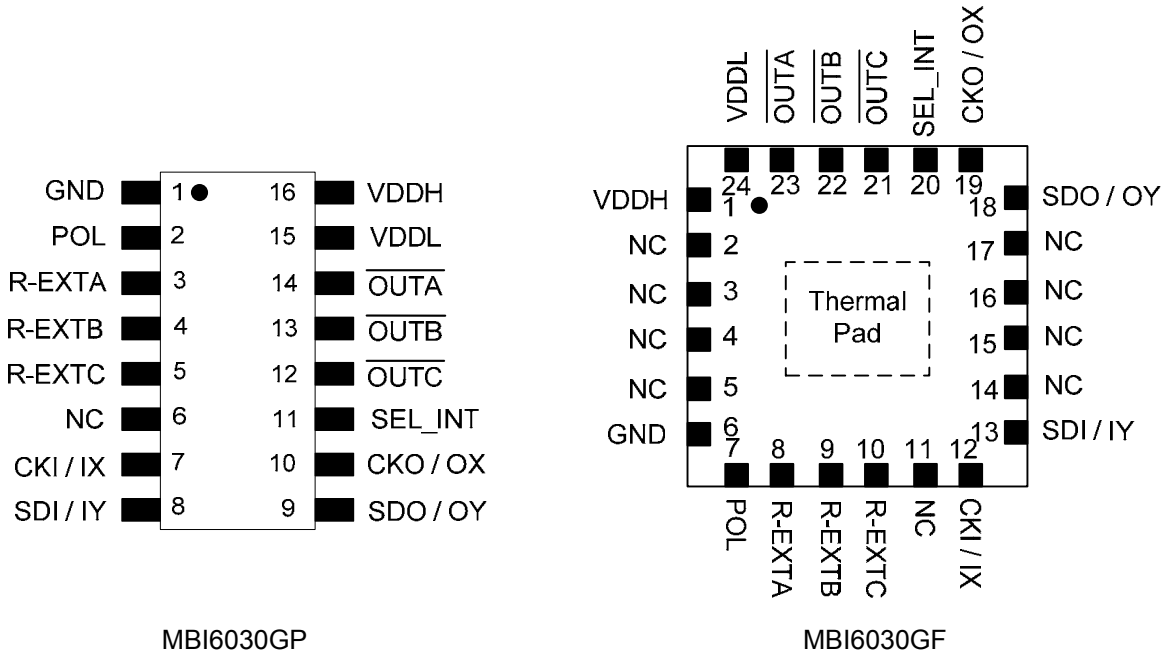 GND 1 16 VDDH
POL 2 15 VDDL
R-EXTA 3 14 OUTA
R-EXTB 4 13 OUTB
R-EXTC 5 12 OUTC
NC 6 11 SEL_INT
CKI / IX 7 10 CKO / OX
SDI / IY 8 9 SDO / OY
MBI6030GP
VDDL
OUTA
OUTB
OUTC
SEL_INT
CKO / OX
24 23 22 21 20 19
VDDH 1 18 SDO / OY
NC 2 17 NC
NC 3 16 NC
NC 4 15 NC
NC 5 14 NC
GND 6 13 SDI / IY
Thermal
Pad
7 8 9 10 11 12
POL
R-EXTA
R-EXTB
R-EXTC
NC
CKI / IX
MBI6030GF